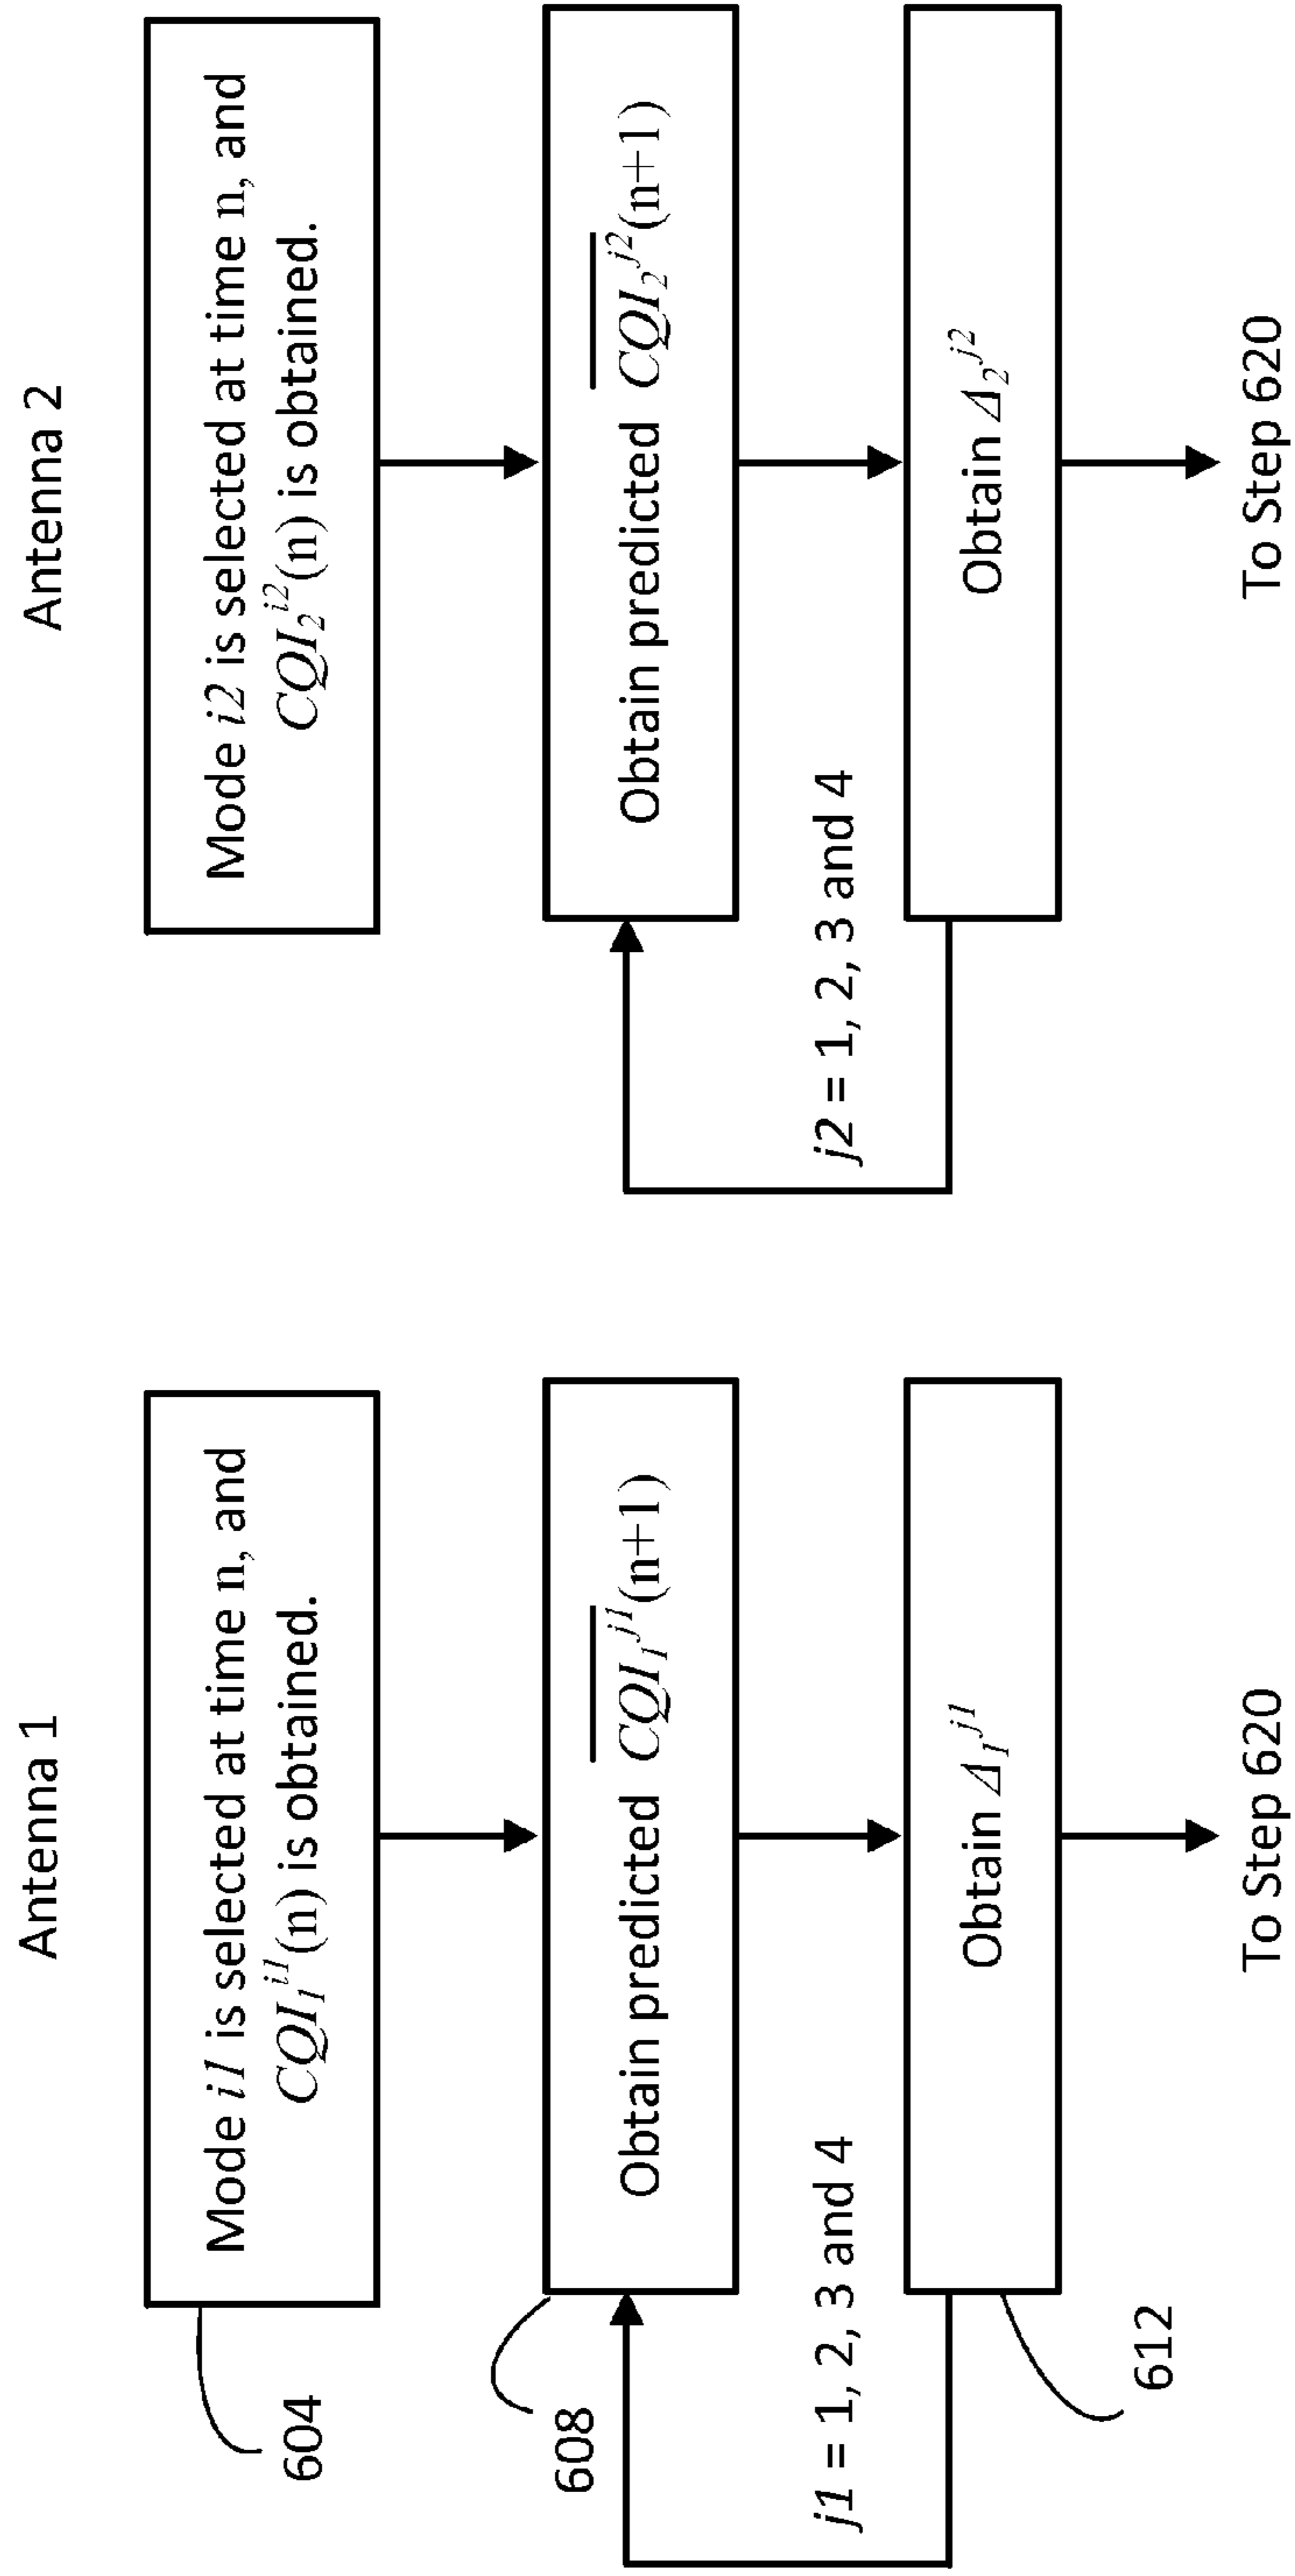 Antenna 1
Mode i1 is selected at time n, and
CQI₁ⁱ¹(n) is obtained.
604
Obtain predicted C̅Q̅I̅₁ʲ¹(n+1)
608
j1 = 1, 2, 3 and 4
Obtain Δ₁ʲ¹
612
To Step 620
Antenna 2
Mode i2 is selected at time n, and
CQI₂ⁱ²(n) is obtained.
Obtain predicted C̅Q̅I̅₂ʲ²(n+1)
j2 = 1, 2, 3 and 4
Obtain Δ₂ʲ²
To Step 620